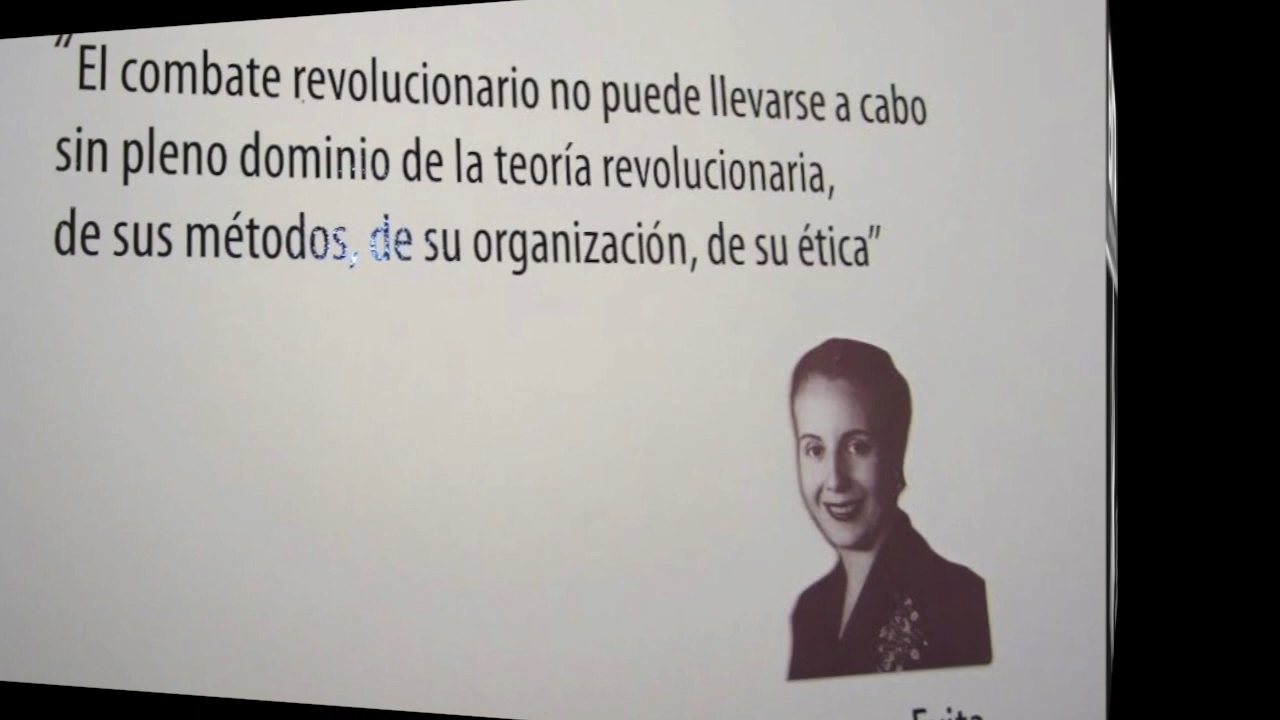 "El combate revolucionario no puede llevarse a cabo
sin pleno dominio de la teoría revolucionaria,
de sus métodos, de su organización, de su ética"